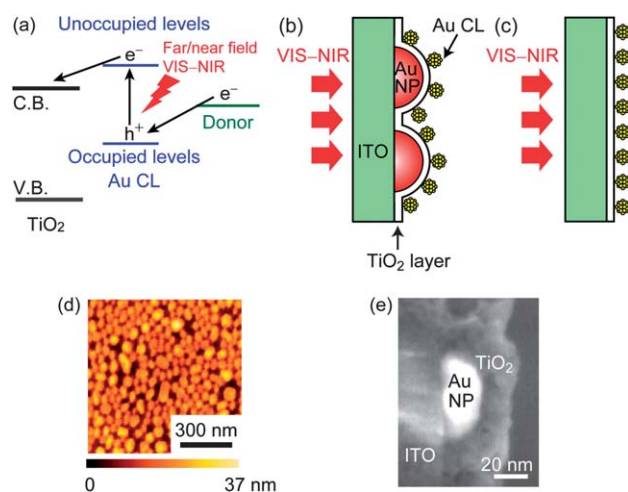 (a)
Unoccupied levels
e⁻
Far/near field
VIS–NIR
C.B.
e⁻
Donor
h⁺
Occupied levels
Au CL
V.B.
TiO₂
(b)
Au CL
VIS–NIR
Au
NP
ITO
TiO₂ layer
(c)
VIS–NIR
(d)
300 nm
0 37 nm
(e)
TiO₂
Au
NP
ITO
20 nm